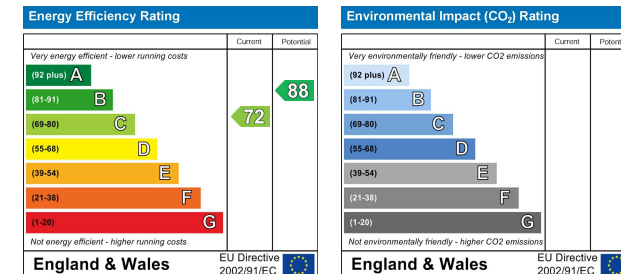 Energy Efficiency Rating
Current Potential
Very energy efficient - lower running costs
(92 plus) A
(81-91) B
(69-80) C
(55-68) D
(39-54) E
(21-38) F
(1-20) G
72
88
Not energy efficient - higher running costs
England & Wales
EU Directive
2002/91/EC
Environmental Impact (CO₂) Rating
Current
Very environmentally friendly - lower CO2 emissions
(92 plus) A
(81-91) B
(69-80) C
(55-68) D
(39-54) E
(21-38) F
(1-20) G
Not environmentally friendly - higher CO2 emissions
England & Wales
EU Directive
2002/91/EC